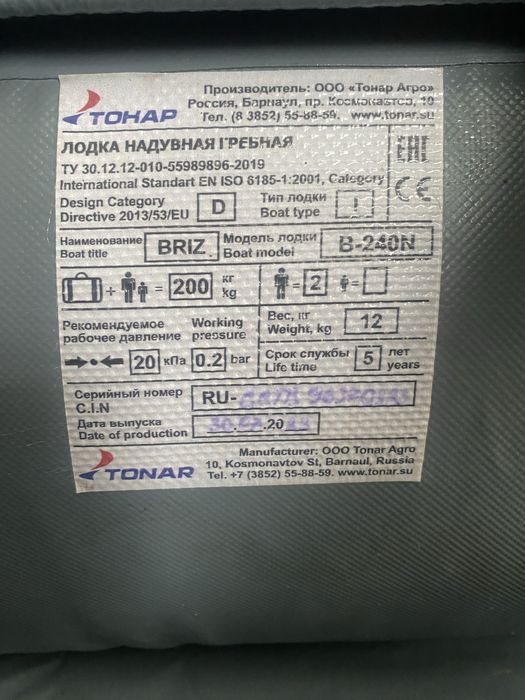 ТОНАР
Производитель: ООО «Тонар Агро»
Россия, Барнаул, пр. Космонавтов, 10
Тел. (8 3852) 55-88-59. www.tonar.su
ЛОДКА НАДУВНАЯ ГРЕБНАЯ
ТУ 30.12.12-010-55989896-2019
International Standart EN ISO 6185-1:2001, Category
EAC
CE
Design Category
Directive 2013/53/EU
D
Тип лодки
Boat type
I
Наименование
Boat title
BRIZ
Модель лодки
Boat model
B-240N
+ = 200 кг
kg
= 2 =
Рекомендуемое
рабочее давление
Working
pressure
20 кПа 0.2 bar
Вес, кг
Weight, kg
12
Срок службы
Life time
5 лет
years
Серийный номер
C.I.N
RU-
Дата выпуска
Date of production
30. .20
TONAR
Manufacturer: OOO Tonar Agro
10, Kosmonavtov St, Barnaul, Russia
Tel. +7 (3852) 55-88-59. www.tonar.su